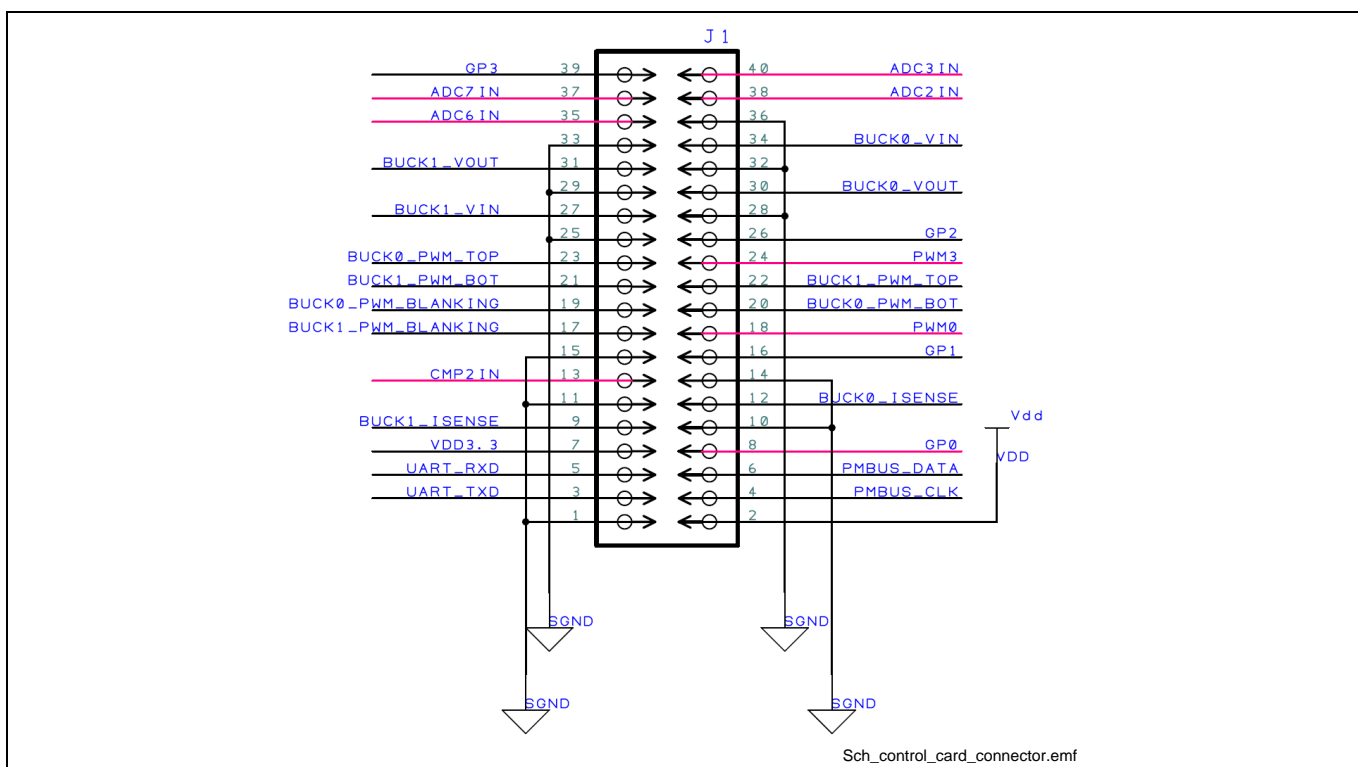 J1
GP3 39 40 ADC3IN
ADC7IN 37 38 ADC2IN
ADC6IN 35 36
33 34 BUCK0_VIN
BUCK1_VOUT 31 32
29 30 BUCK0_VOUT
BUCK1_VIN 27 28
25 26 GP2
BUCK0_PWM_TOP 23 24 PWM3
BUCK1_PWM_BOT 21 22 BUCK1_PWM_TOP
BUCK0_PWM_BLANKING 19 20 BUCK0_PWM_BOT
BUCK1_PWM_BLANKING 17 18 PWM0
15 16 GP1
CMP2IN 13 14
11 12 BUCK0_ISENSE
BUCK1_ISENSE 9 10
Vdd
VDD3.3 7 8 GP0
VDD
UART_RXD 5 6 PMBUS_DATA
UART_TXD 3 4 PMBUS_CLK
1 2
SGND SGND
SGND SGND
Sch_control_card_connector.emf